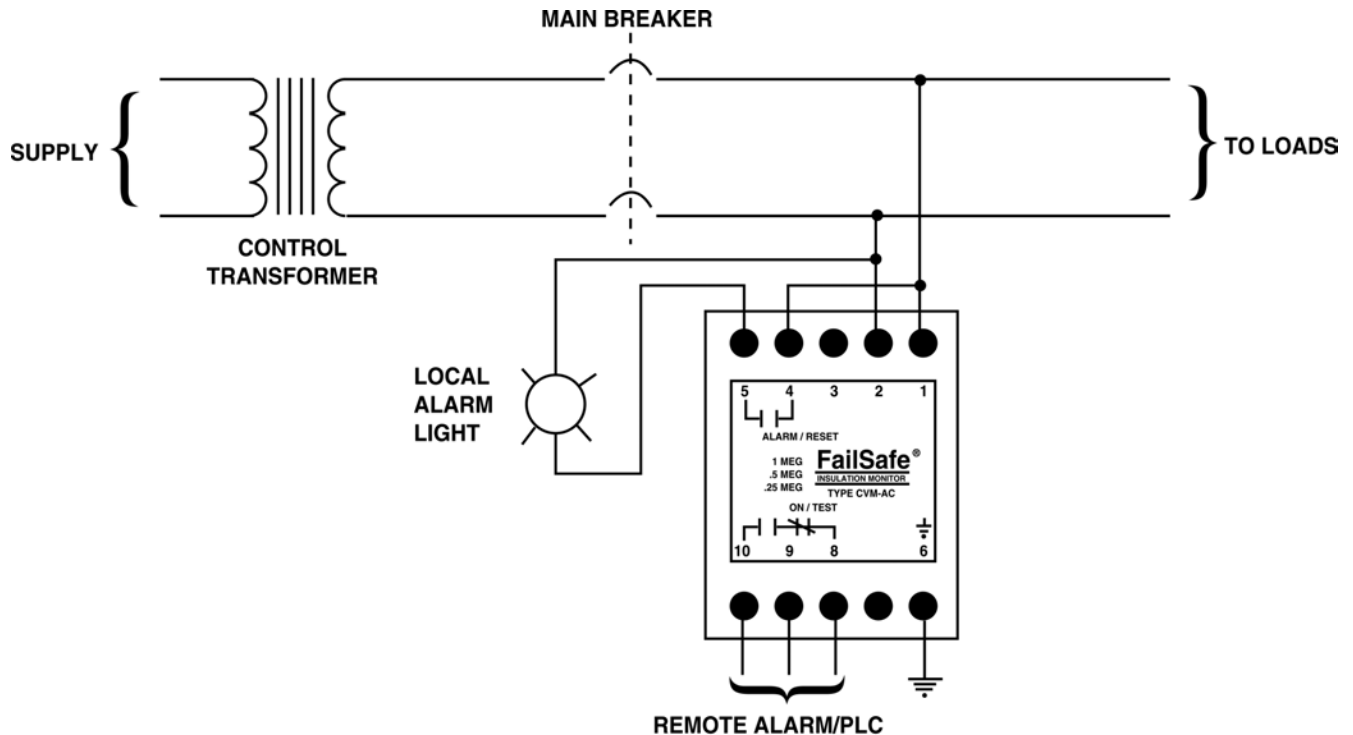 MAIN BREAKER
SUPPLY
TO LOADS
CONTROL
TRANSFORMER
LOCAL
ALARM
LIGHT
5 4 3 2 1
ALARM / RESET
1 MEG
.5 MEG
.25 MEG
FailSafe®
INSULATION MONITOR
TYPE CVM-AC
ON / TEST
10 9 8 6
REMOTE ALARM/PLC